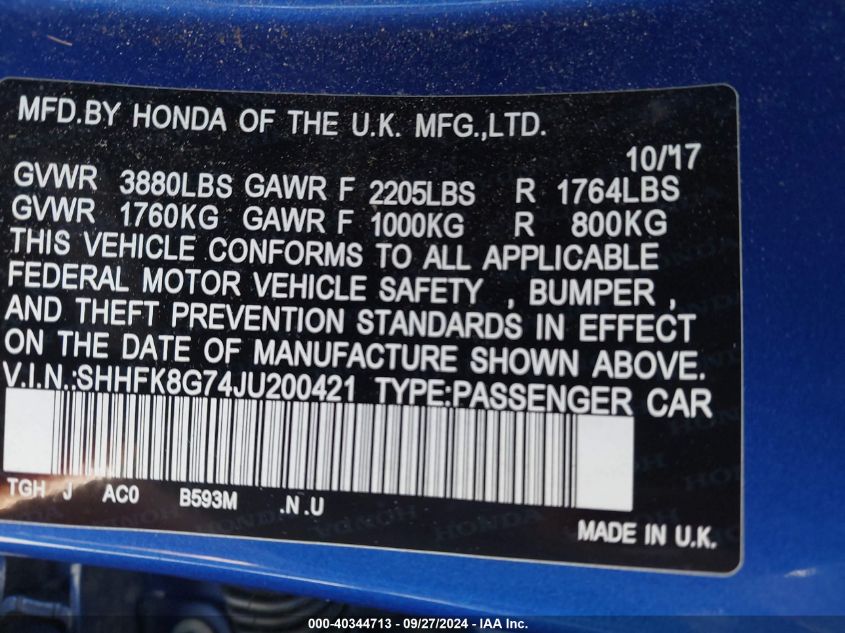 MFD.BY HONDA OF THE U.K. MFG.,LTD.
10/17
GVWR 3880LBS GAWR F 2205LBS R 1764LBS
GVWR 1760KG GAWR F 1000KG R 800KG
THIS VEHICLE CONFORMS TO ALL APPLICABLE
FEDERAL MOTOR VEHICLE SAFETY , BUMPER ,
AND THEFT PREVENTION STANDARDS IN EFFECT
ON THE DATE OF MANUFACTURE SHOWN ABOVE.
V.I.N.:SHHFK8G74JU200421 TYPE:PASSENGER CAR
TGH J AC0 B593M .N.U
MADE IN U.K.
000-40344713 - 09/27/2024 - IAA Inc.